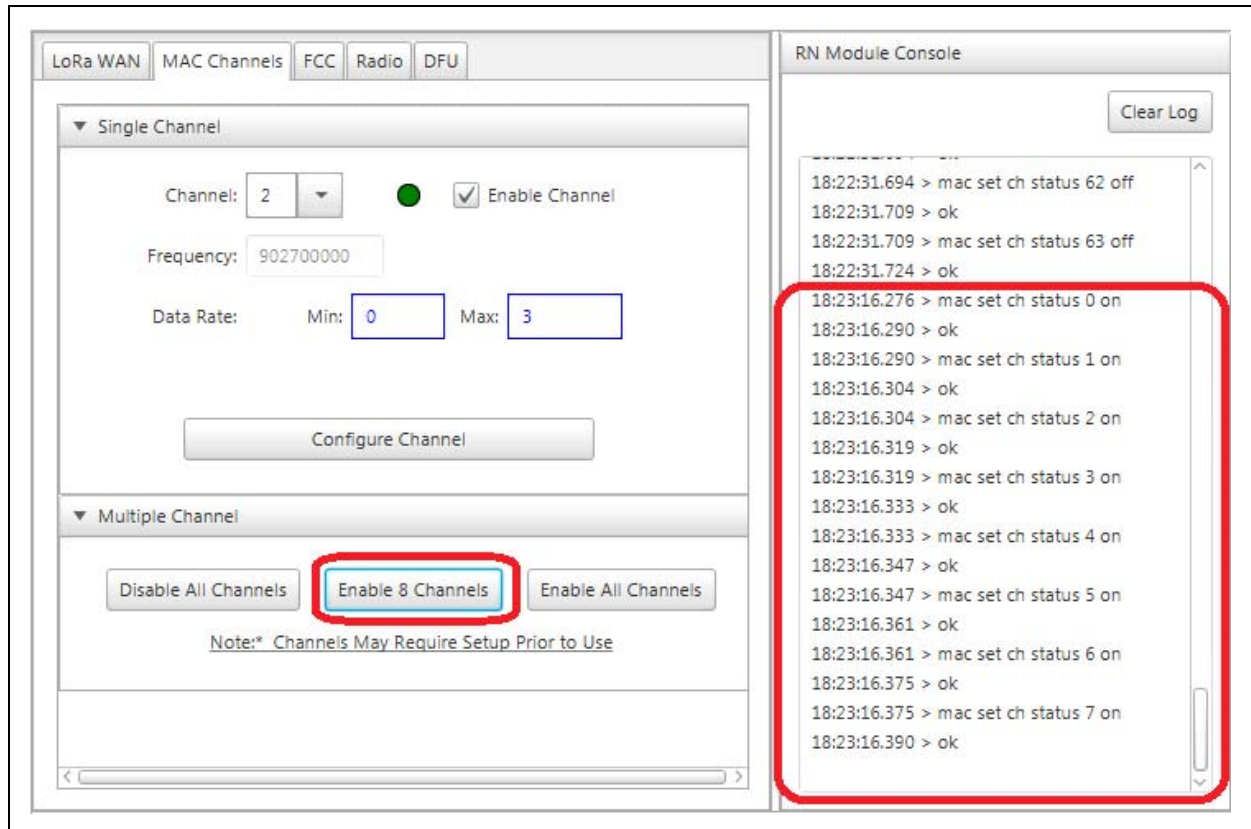 LoRa WAN MAC Channels FCC Radio DFU
Single Channel
Channel: 2 Enable Channel
Frequency: 902700000
Data Rate: Min: 0 Max: 3
Configure Channel
Multiple Channel
Disable All Channels Enable 8 Channels Enable All Channels
Note:* Channels May Require Setup Prior to Use
RN Module Console
Clear Log
18:22:31.694 > mac set ch status 62 off
18:22:31.709 > ok
18:22:31.709 > mac set ch status 63 off
18:22:31.724 > ok
18:23:16.276 > mac set ch status 0 on
18:23:16.290 > ok
18:23:16.290 > mac set ch status 1 on
18:23:16.304 > ok
18:23:16.304 > mac set ch status 2 on
18:23:16.319 > ok
18:23:16.319 > mac set ch status 3 on
18:23:16.333 > ok
18:23:16.333 > mac set ch status 4 on
18:23:16.347 > ok
18:23:16.347 > mac set ch status 5 on
18:23:16.361 > ok
18:23:16.361 > mac set ch status 6 on
18:23:16.375 > ok
18:23:16.375 > mac set ch status 7 on
18:23:16.390 > ok